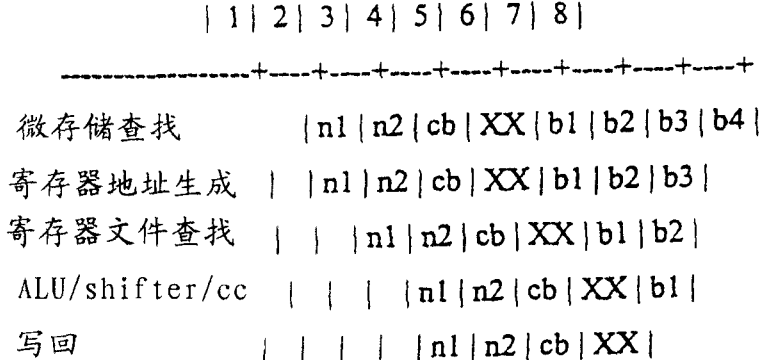 | 1| 2| 3| 4| 5| 6| 7| 8|
-------------------+----+----+----+----+----+----+----+----+
微存储查找 |n1|n2|cb|XX|b1|b2|b3|b4|
寄存器地址生成 | |n1|n2|cb|XX|b1|b2|b3|
寄存器文件查找 | | |n1|n2|cb|XX|b1|b2|
ALU/shifter/cc | | | |n1|n2|cb|XX|b1|
写回 | | | | |n1|n2|cb|XX|